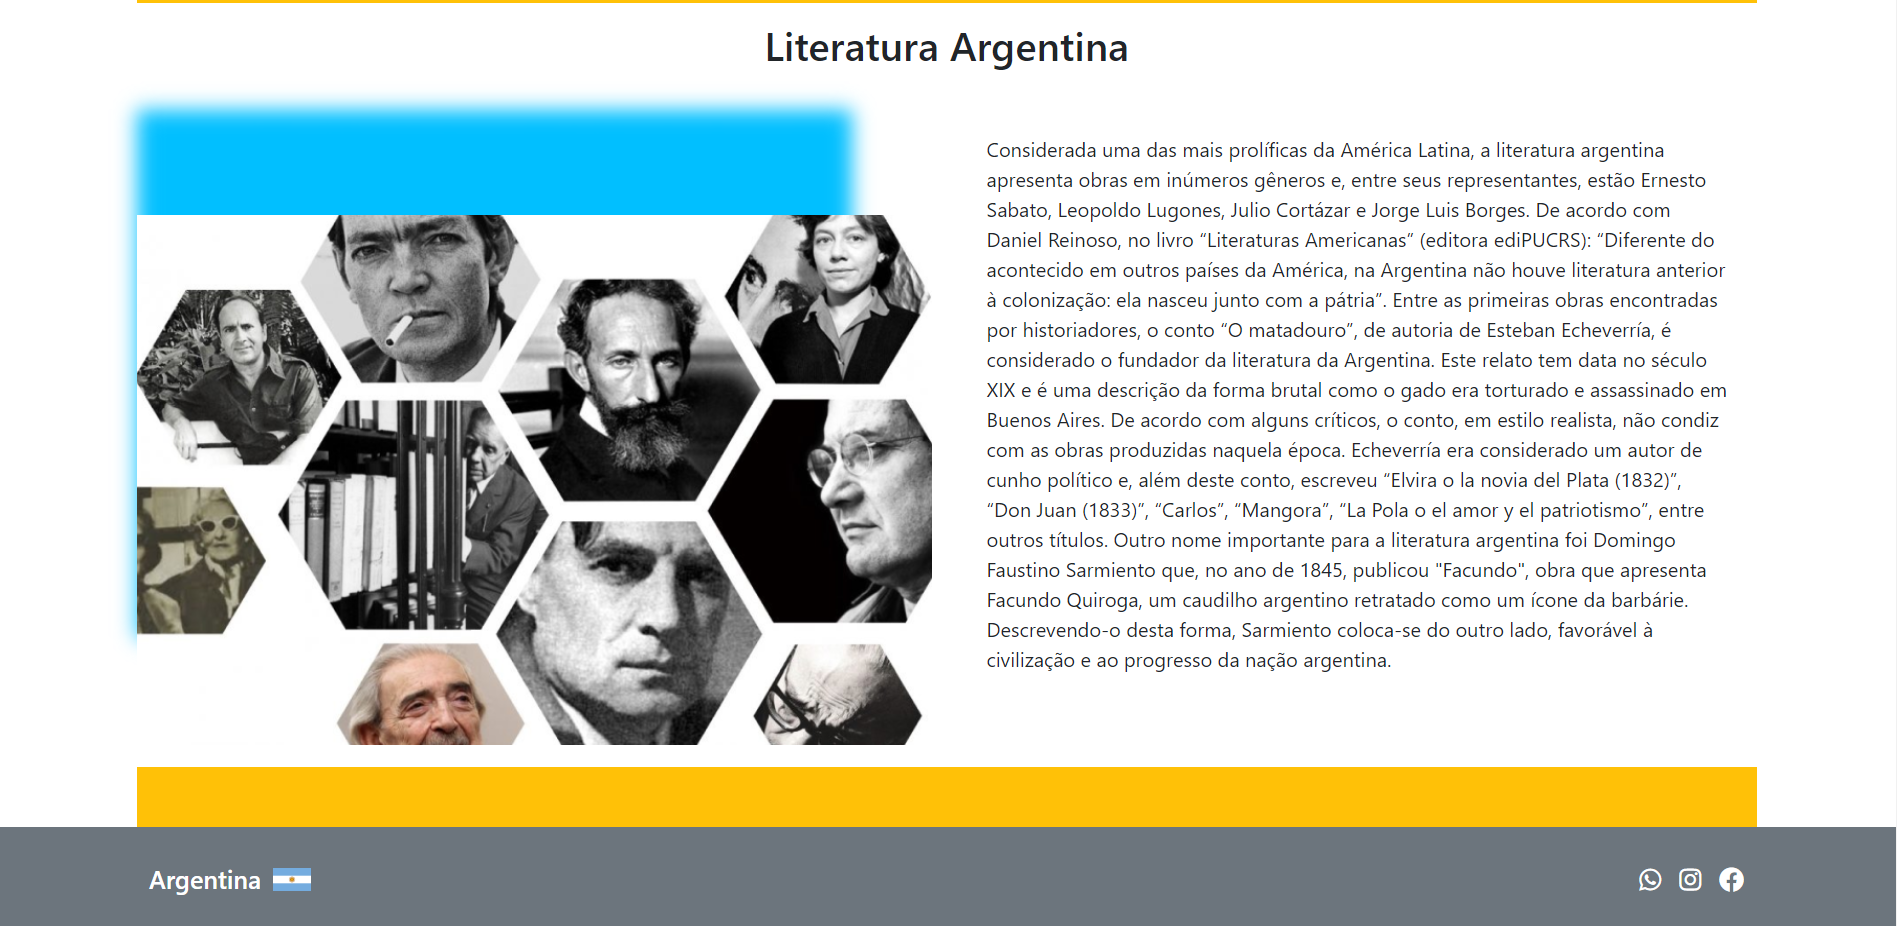 Literatura Argentina
Considerada uma das mais prolíficas da América Latina, a literatura argentina
apresenta obras em inúmeros gêneros e, entre seus representantes, estão Ernesto
Sabato, Leopoldo Lugones, Julio Cortázar e Jorge Luis Borges. De acordo com
Daniel Reinoso, no livro “Literaturas Americanas” (editora ediPUCRS): “Diferente do
acontecido em outros países da América, na Argentina não houve literatura anterior
à colonização: ela nasceu junto com a pátria”. Entre as primeiras obras encontradas
por historiadores, o conto “O matadouro”, de autoria de Esteban Echeverría, é
considerado o fundador da literatura da Argentina. Este relato tem data no século
XIX e é uma descrição da forma brutal como o gado era torturado e assassinado em
Buenos Aires. De acordo com alguns críticos, o conto, em estilo realista, não condiz
com as obras produzidas naquela época. Echeverría era considerado um autor de
cunho político e, além deste conto, escreveu “Elvira o la novia del Plata (1832)”,
“Don Juan (1833)”, “Carlos”, “Mangora”, “La Pola o el amor y el patriotismo”, entre
outros títulos. Outro nome importante para a literatura argentina foi Domingo
Faustino Sarmiento que, no ano de 1845, publicou "Facundo", obra que apresenta
Facundo Quiroga, um caudilho argentino retratado como um ícone da barbárie.
Descrevendo-o desta forma, Sarmiento coloca-se do outro lado, favorável à
civilização e ao progresso da nação argentina.
Argentina